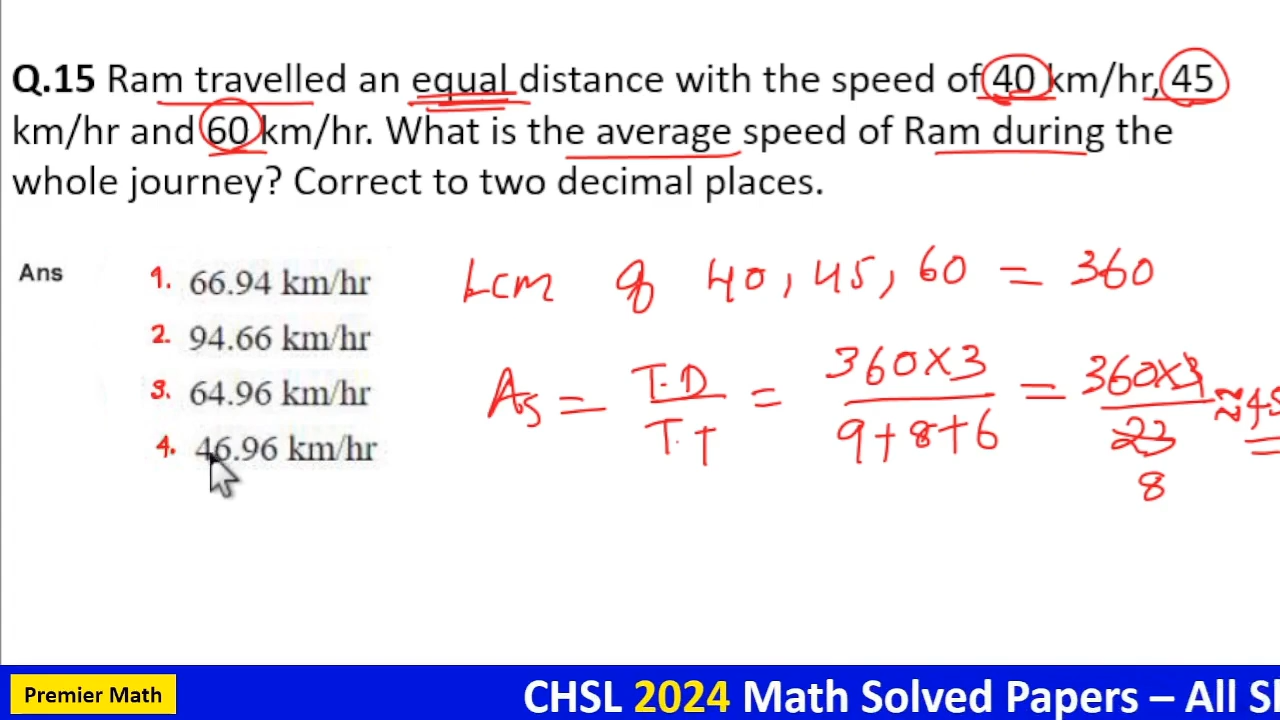 Q.15 Ram travelled an equal distance with the speed of 40 km/hr, 45
km/hr and 60 km/hr. What is the average speed of Ram during the
whole journey? Correct to two decimal places.
Ans
1. 66.94 km/hr
2. 94.66 km/hr
3. 64.96 km/hr
4. 46.96 km/hr
Lcm of 40, 45, 60 = 360
As = T.D / T.T = 360×3 / 9+8+6 = 360×3 / 23 ≈ 45
8
Premier Math
CHSL 2024 Math Solved Papers – All